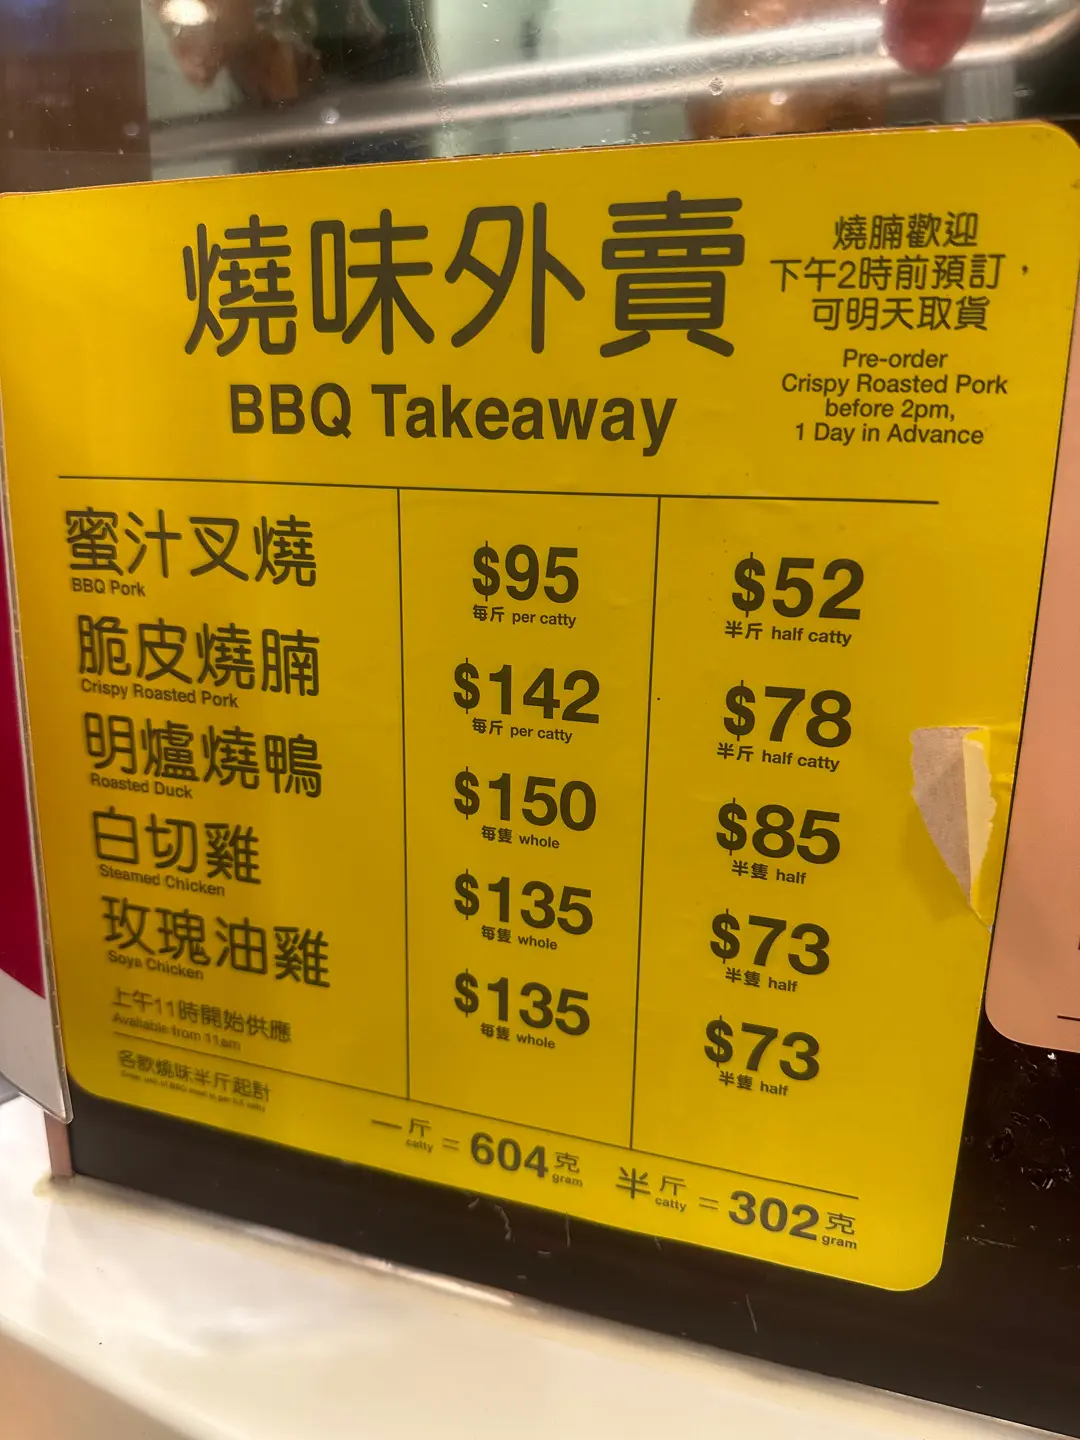 燒味外賣
BBQ Takeaway
燒腩歡迎
下午2時前預訂，
可明天取貨
Pre-order
Crispy Roasted Pork
before 2pm,
1 Day in Advance
蜜汁叉燒
BBQ Pork
$95
每斤 per catty
$52
半斤 half catty
脆皮燒腩
Crispy Roasted Pork
$142
每斤 per catty
$78
半斤 half catty
明爐燒鴨
Roasted Duck
$150
每隻 whole
$85
半隻 half
白切雞
Steamed Chicken
$135
每隻 whole
$73
半隻 half
玫瑰油雞
Soya Chicken
$135
每隻 whole
$73
半隻 half
上午11時開始供應
Available from 11am
各款燒味半斤起計
一斤 catty = 604克 gram 半斤 catty = 302克 gram